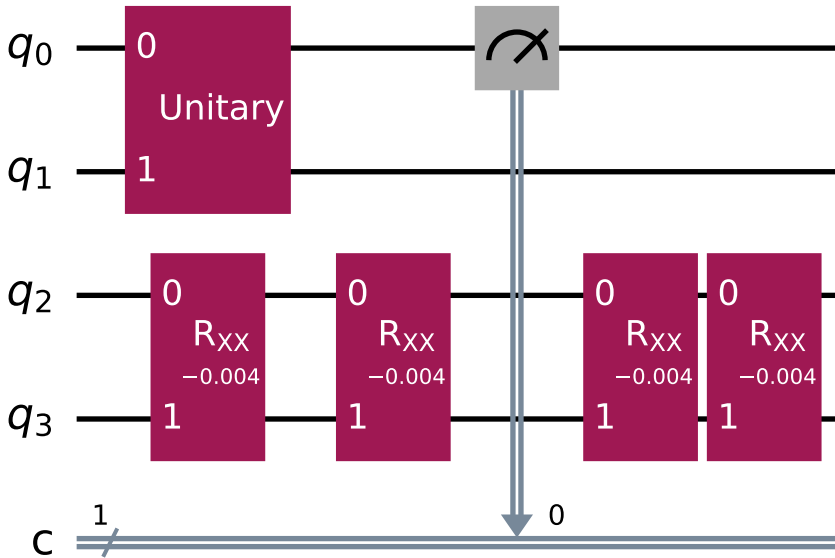 q0
0
Unitary
q1
1
q2
0 0 0 0
RXX RXX RXX RXX
−0.004 −0.004 −0.004 −0.004
q3
1 1 1 1
1 0
c